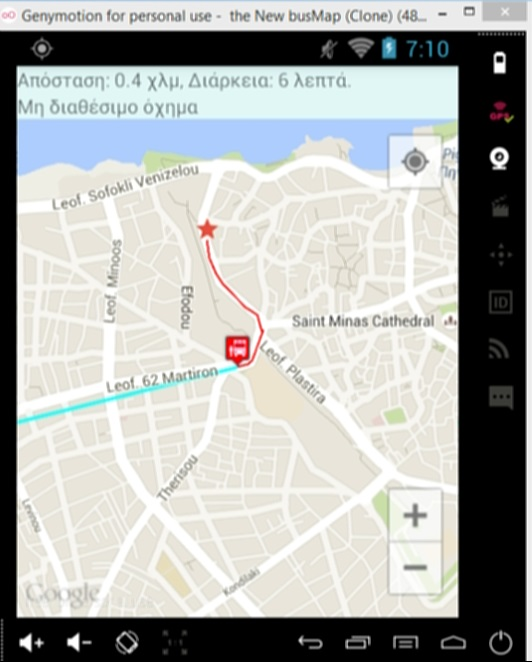 Genymotion for personal use - the New busMap (Clone) (48...
7:10
Απόσταση: 0.4 χλμ, Διάρκεια: 6 λεπτά.
Μη διαθέσιμο όχημα
GPS
Leof. Sofokli Venizelou
Leof. Minoos
Efodou
Saint Minas Cathedral
Leof. Plastira
Leof. 62 Martiron
Therisou
Kondilaki
Google
+
−
ID
1:1